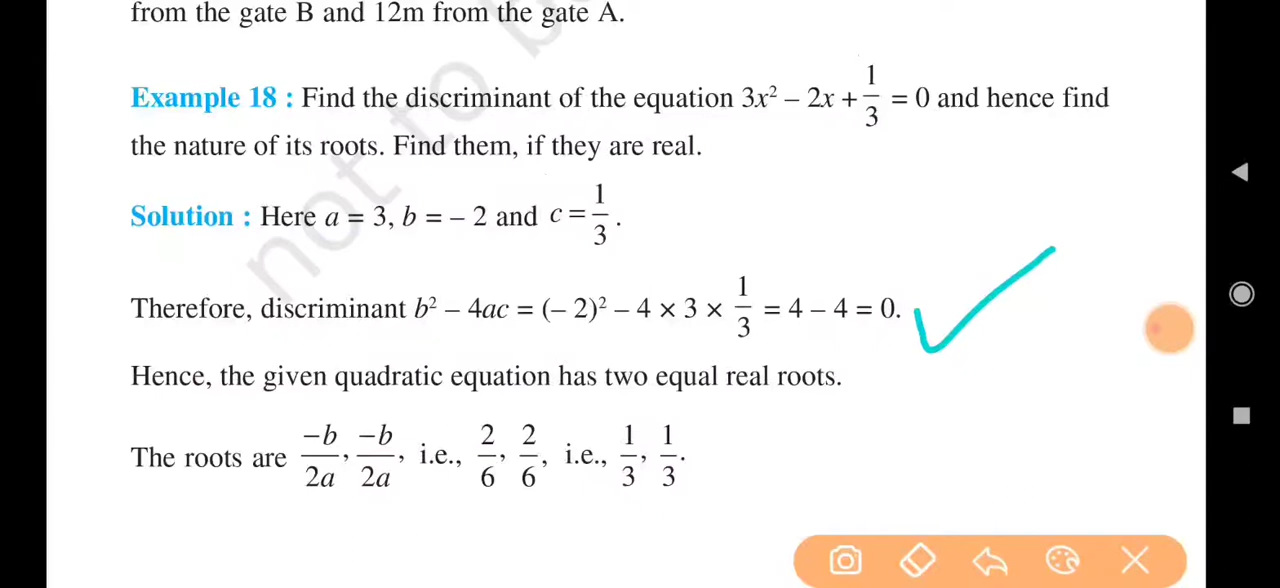 from the gate B and 12m from the gate A.
Example 18 : Find the discriminant of the equation 3x² – 2x + 1/3 = 0 and hence find
the nature of its roots. Find them, if they are real.
Solution : Here a = 3, b = – 2 and c = 1/3 .
Therefore, discriminant b² – 4ac = (– 2)² – 4 × 3 × 1/3 = 4 – 4 = 0.
Hence, the given quadratic equation has two equal real roots.
The roots are –b/2a, –b/2a, i.e., 2/6, 2/6, i.e., 1/3, 1/3.
not to b